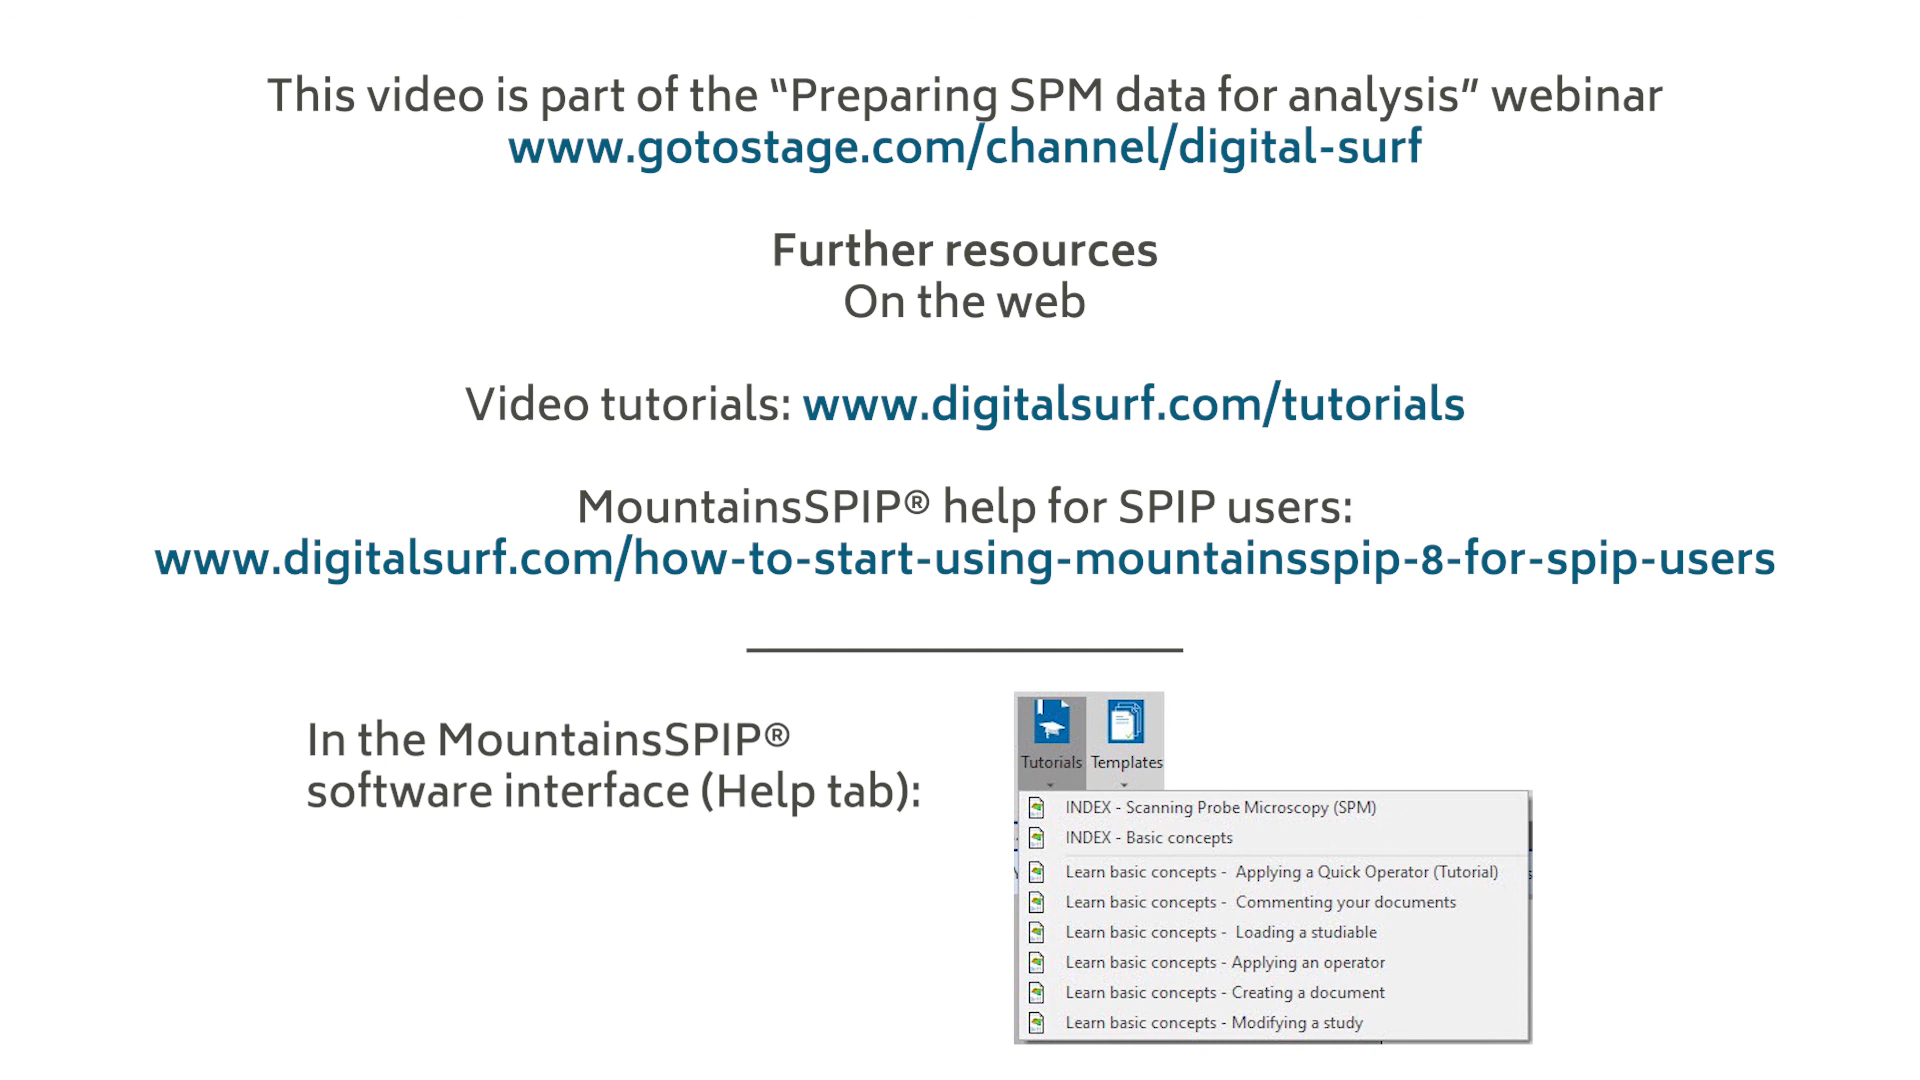 This video is part of the “Preparing SPM data for analysis” webinar
www.gotostage.com/channel/digital-surf
Further resources
On the web
Video tutorials: www.digitalsurf.com/tutorials
MountainsSPIP® help for SPIP users:
www.digitalsurf.com/how-to-start-using-mountainsspip-8-for-spip-users
In the MountainsSPIP®
software interface (Help tab):
Tutorials Templates
INDEX - Scanning Probe Microscopy (SPM)
INDEX - Basic concepts
Learn basic concepts - Applying a Quick Operator (Tutorial)
Learn basic concepts - Commenting your documents
Learn basic concepts - Loading a studiable
Learn basic concepts - Applying an operator
Learn basic concepts - Creating a document
Learn basic concepts - Modifying a study